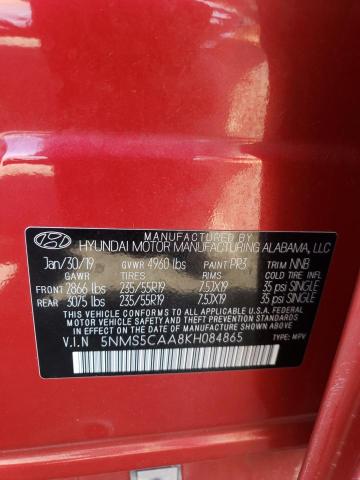 MANUFACTURED BY
HYUNDAI MOTOR MANUFACTURING ALABAMA, LLC
Jan/30/19 GVWR 4960 lbs PAINT: PR3 TRIM NNB
GAWR TIRES RIMS COLD TIRE INFL
FRONT 2866 lbs 235/55R19 7.5JX19 35 psi SINGLE
REAR 3075 lbs 235/55R19 7.5JX19 35 psi SINGLE
THIS VEHICLE CONFORMS TO ALL APPLICABLE
FEDERAL MOTOR VEHICLE SAFETY, BUMPER, AND THEFT
PREVENTION STANDARDS IN EFFECT ON THE DATE OF
MANUFACTURE SHOWN ABOVE.
V.I.N 5NMS5CAA8KH084865 TYPE: MPV